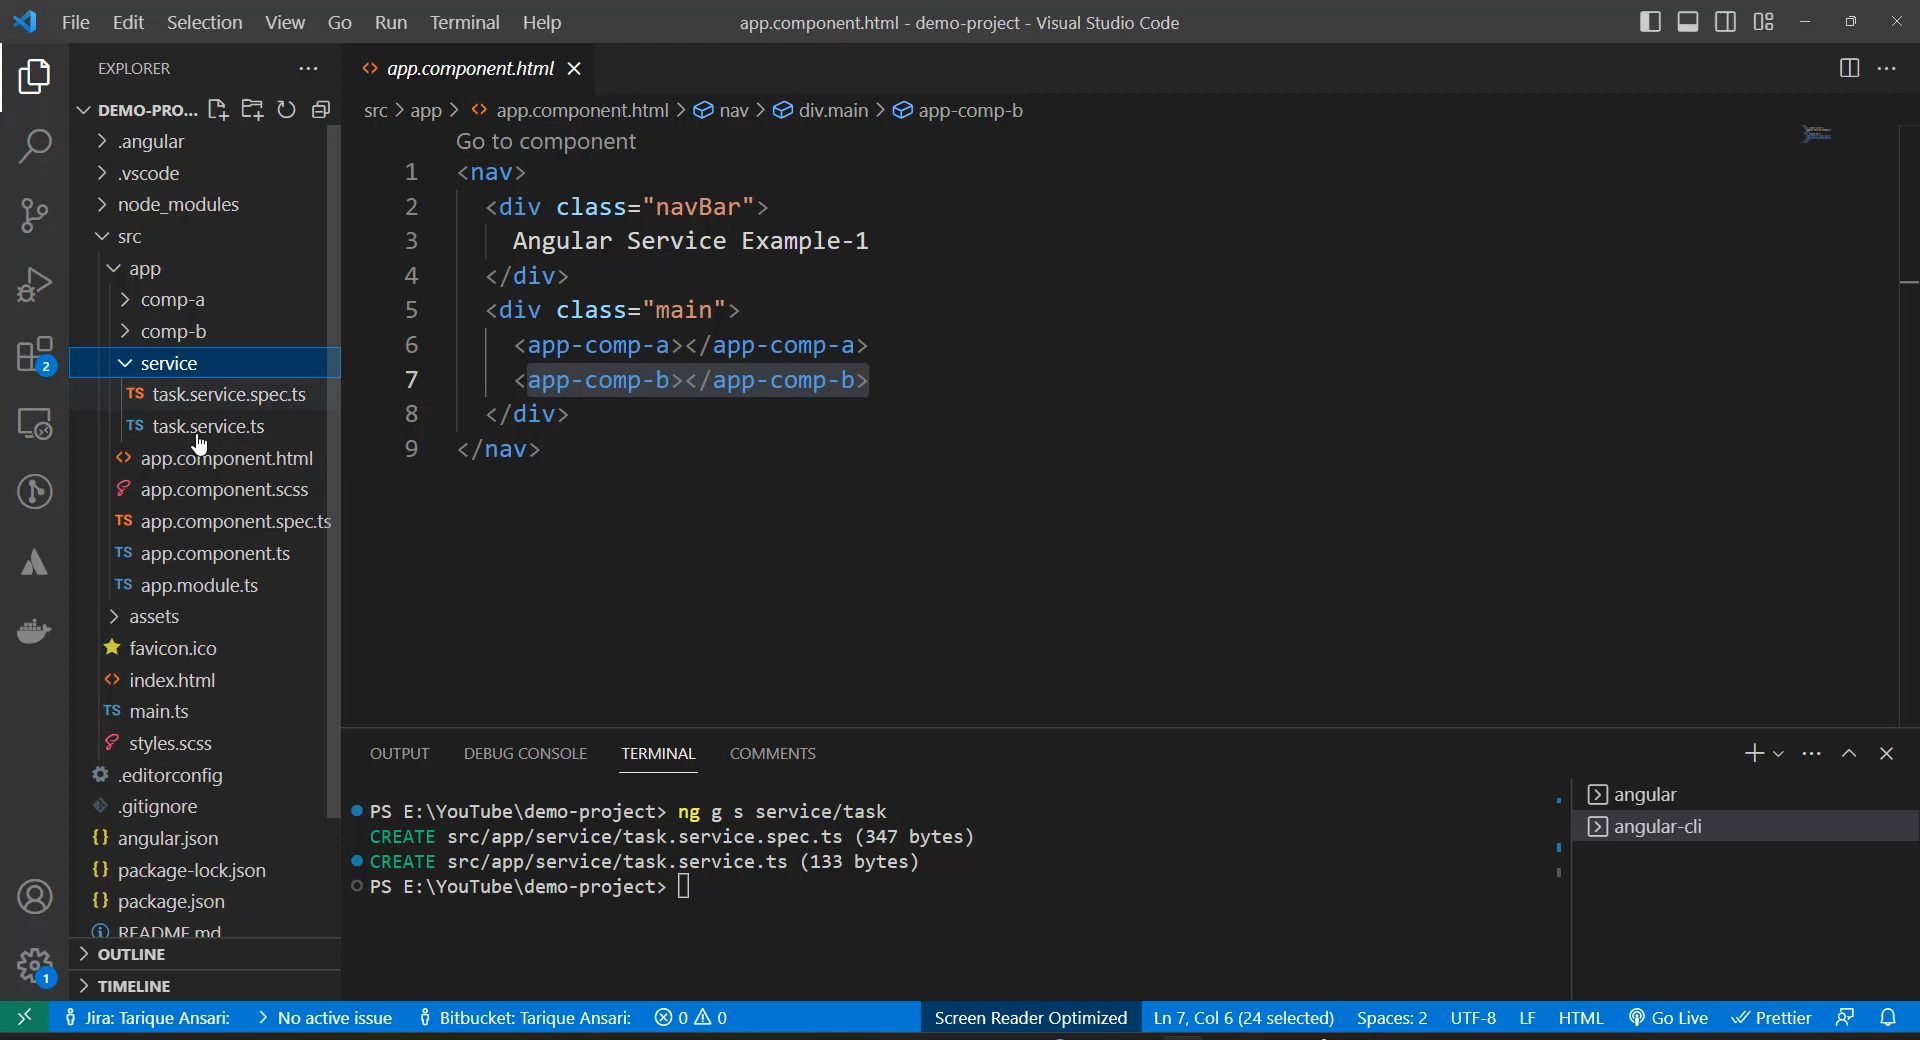 File Edit Selection View Go Run Terminal Help
app.component.html - demo-project - Visual Studio Code
EXPLORER
DEMO-PRO...
.angular
.vscode
node_modules
src
app
comp-a
comp-b
service
TS task.service.spec.ts
TS task.service.ts
app.component.html
app.component.scss
TS app.component.spec.ts
TS app.component.ts
TS app.module.ts
assets
favicon.ico
index.html
TS main.ts
styles.scss
.editorconfig
.gitignore
{} angular.json
{} package-lock.json
{} package.json
README.md
OUTLINE
TIMELINE
2
1
<> app.component.html
src > app > <> app.component.html > nav > div.main > app-comp-b
Go to component
1 <nav>
2 <div class="navBar">
3 Angular Service Example-1
4 </div>
5 <div class="main">
6 <app-comp-a></app-comp-a>
7 <app-comp-b></app-comp-b>
8 </div>
9 </nav>
OUTPUT DEBUG CONSOLE TERMINAL COMMENTS
PS E:\YouTube\demo-project> ng g s service/task
CREATE src/app/service/task.service.spec.ts (347 bytes)
CREATE src/app/service/task.service.ts (133 bytes)
PS E:\YouTube\demo-project>
angular
angular-cli
Jira: Tarique Ansari: No active issue Bitbucket: Tarique Ansari: 0 0 Screen Reader Optimized Ln 7, Col 6 (24 selected) Spaces: 2 UTF-8 LF HTML Go Live Prettier